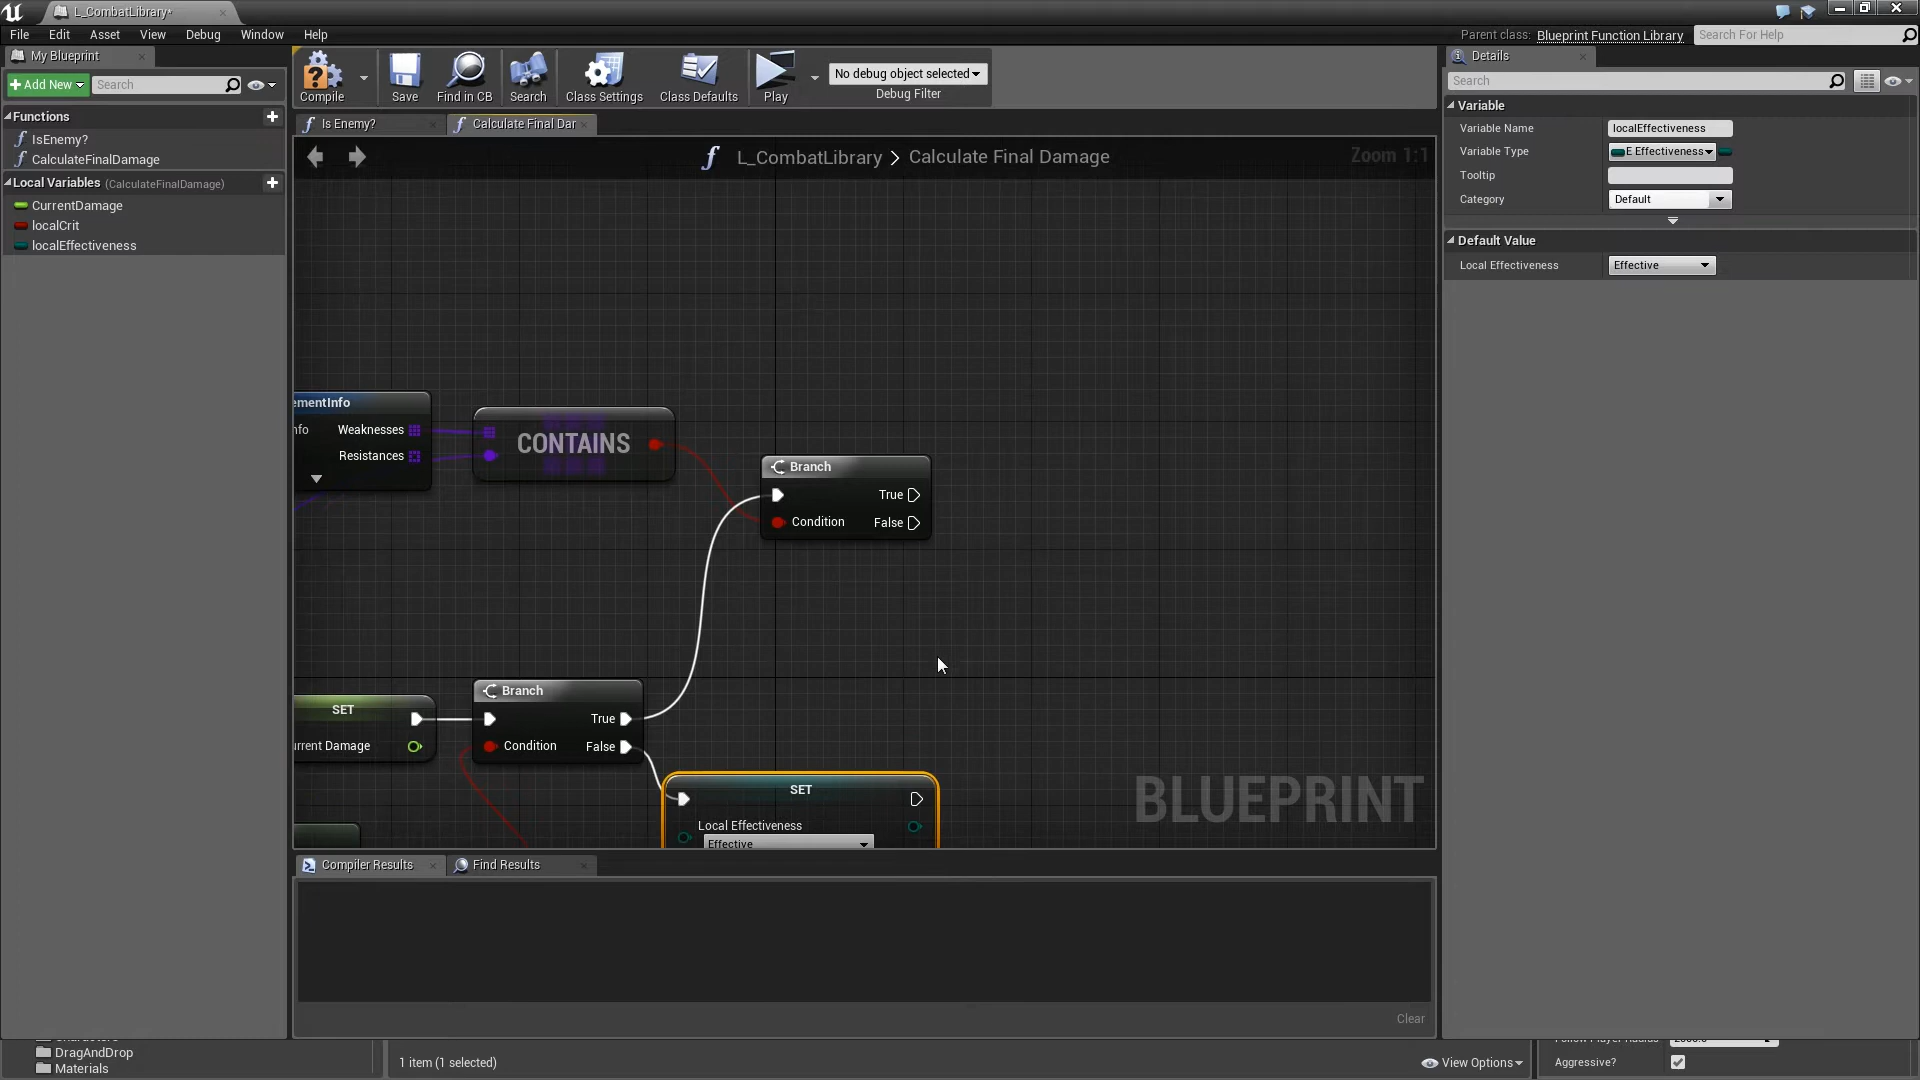 L_CombatLibrary*
File Edit Asset View Debug Window Help
Parent class: Blueprint Function Library
Search For Help
My Blueprint
+ Add New
Search
Functions
IsEnemy?
CalculateFinalDamage
Local Variables (CalculateFinalDamage)
CurrentDamage
localCrit
localEffectiveness
Compile
Save
Find in CB
Search
Class Settings
Class Defaults
Play
No debug object selected
Debug Filter
Is Enemy?
Calculate Final Dar
L_CombatLibrary > Calculate Final Damage
Zoom 1:1
ementInfo
nfo
Weaknesses
Resistances
CONTAINS
Branch
True
Condition
False
SET
urrent Damage
Branch
True
Condition
False
SET
Local Effectiveness
Effective
BLUEPRINT
Compiler Results
Find Results
Clear
Details
Search
Variable
Variable Name
localEffectiveness
Variable Type
E Effectiveness
Tooltip
Category
Default
Default Value
Local Effectiveness
Effective
DragAndDrop
Materials
1 item (1 selected)
View Options
Aggressive?